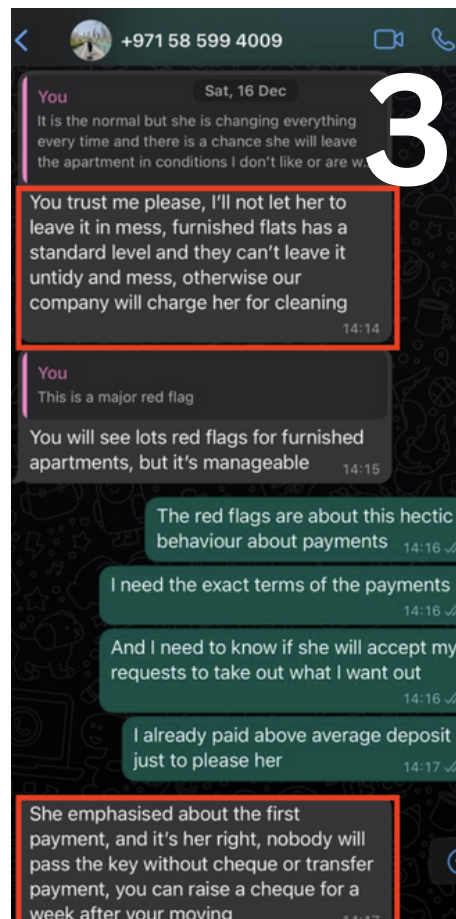 +971 58 599 4009
3
Sat, 16 Dec
You
It is the normal but she is changing everything
every time and there is a chance she will leave
the apartment in conditions I don't like or are w...
You trust me please, I'll not let her to
leave it in mess, furnished flats has a
standard level and they can't leave it
untidy and mess, otherwise our
company will charge her for cleaning
14:14
You
This is a major red flag
You will see lots red flags for furnished
apartments, but it's manageable
14:15
The red flags are about this hectic
behaviour about payments
14:16
I need the exact terms of the payments
14:16
And I need to know if she will accept my
requests to take out what I want out
14:16
I already paid above average deposit
just to please her
14:17
She emphasised about the first
payment, and it's her right, nobody will
pass the key without cheque or transfer
payment, you can raise a cheque for a
week after your moving
14:17